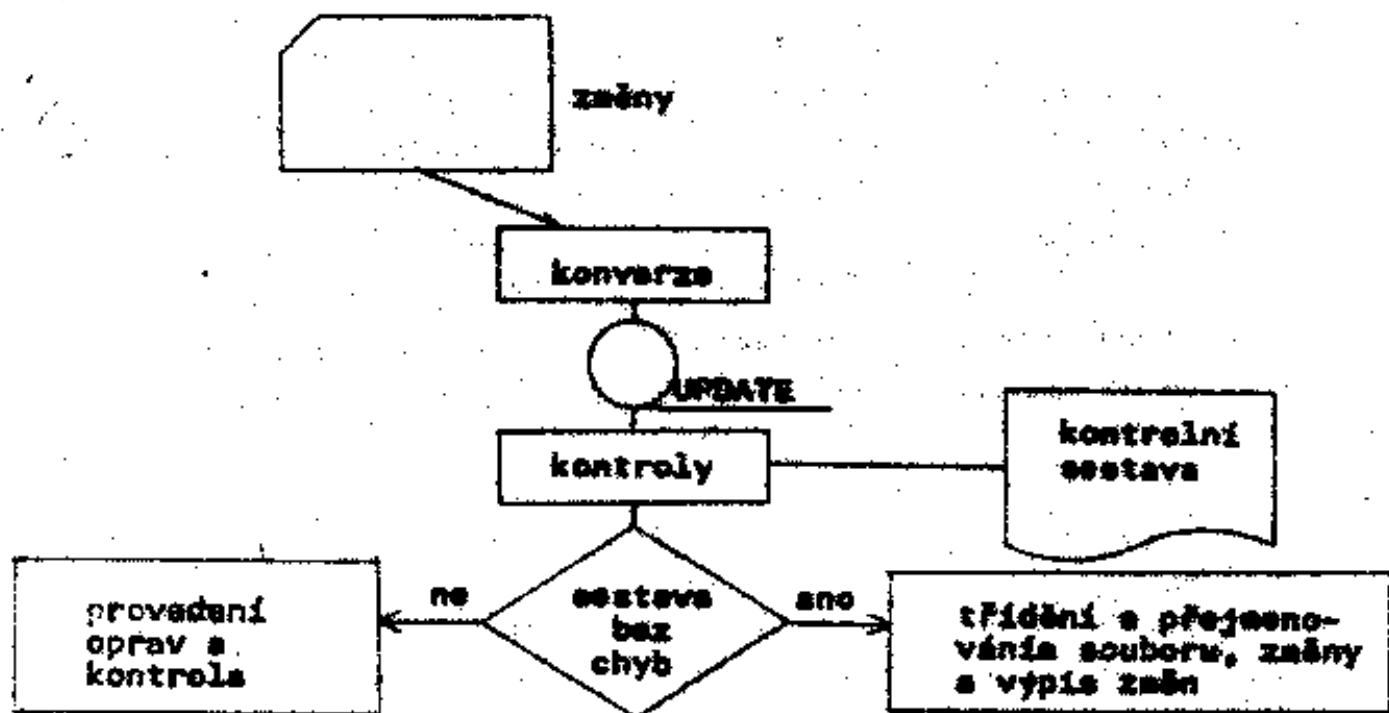 změny
konverze
UPDATE
kontroly
kontrolní
sestava
ne
sestava
bez
chyb
ano
provedení
oprav a
kontrola
třídění a přejmeno-
vánía souboru, změny
a výpis změn